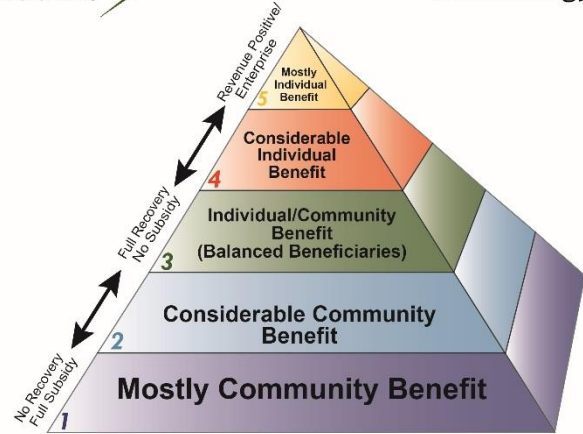 Revenue Positive/
Enterprise
Mostly
Individual
Benefit
5
Considerable
Individual
Benefit
4
Full Recovery
No Subsidy
Individual/Community
Benefit
(Balanced Beneficiaries)
3
Considerable Community
Benefit
2
No Recovery
Full Subsidy
Mostly Community Benefit
1